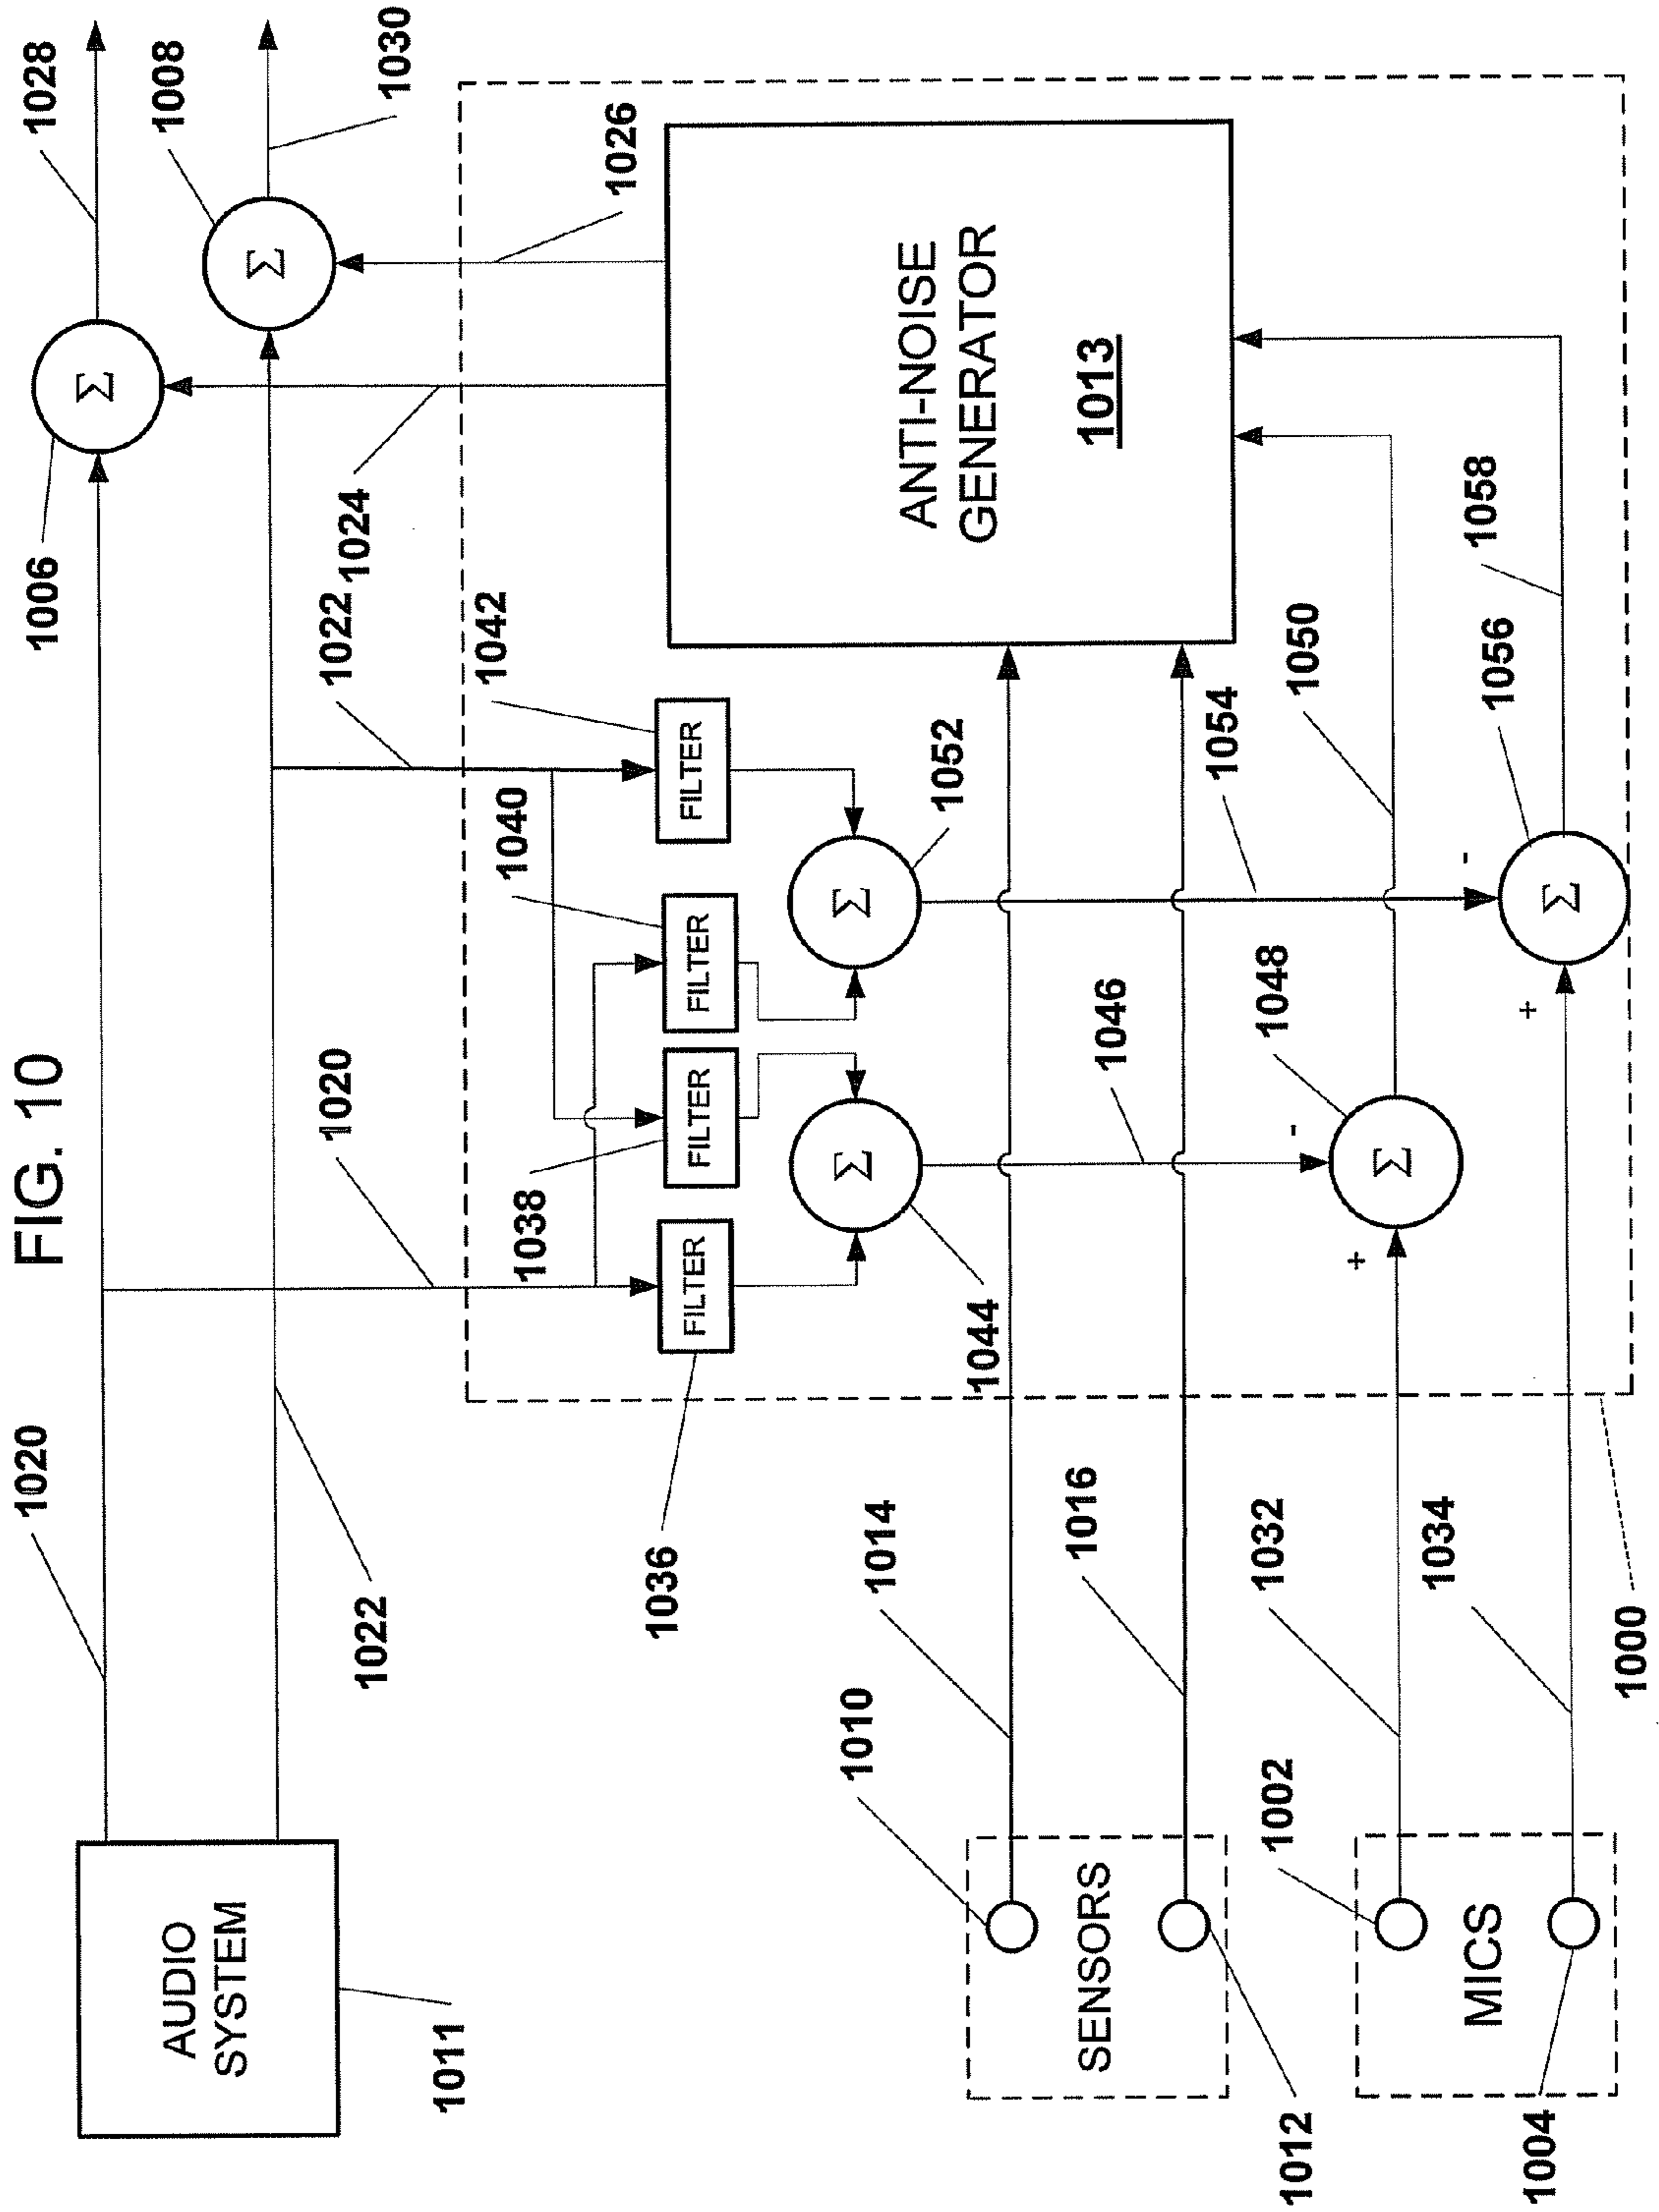 FIG. 10
1020
1006
1028
1008
1030
1022
1020
1022
1024
1026
AUDIO
SYSTEM
1011
1036
FILTER
1038
FILTER
1040
FILTER
1042
FILTER
1044
Σ
1052
Σ
Σ
Σ
ANTI-NOISE
GENERATOR
1013
1010
1014
SENSORS
1012
1016
1046
1054
1050
1002
1032
MICS
1004
1034
+
-
Σ
1048
+
-
Σ
1056
1058
1000